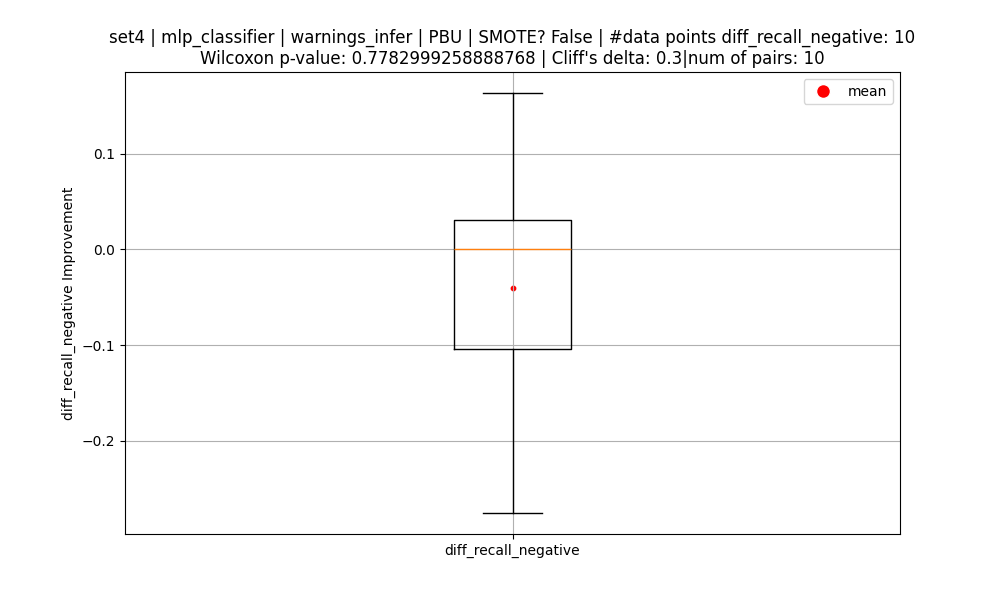 set4 | mlp_classifier | warnings_infer | PBU | SMOTE? False | #data points diff_recall_negative: 10
Wilcoxon p-value: 0.7782999258888768 | Cliff's delta: 0.3|num of pairs: 10
mean
0.1
0.0
−0.1
−0.2
diff_recall_negative Improvement
diff_recall_negative